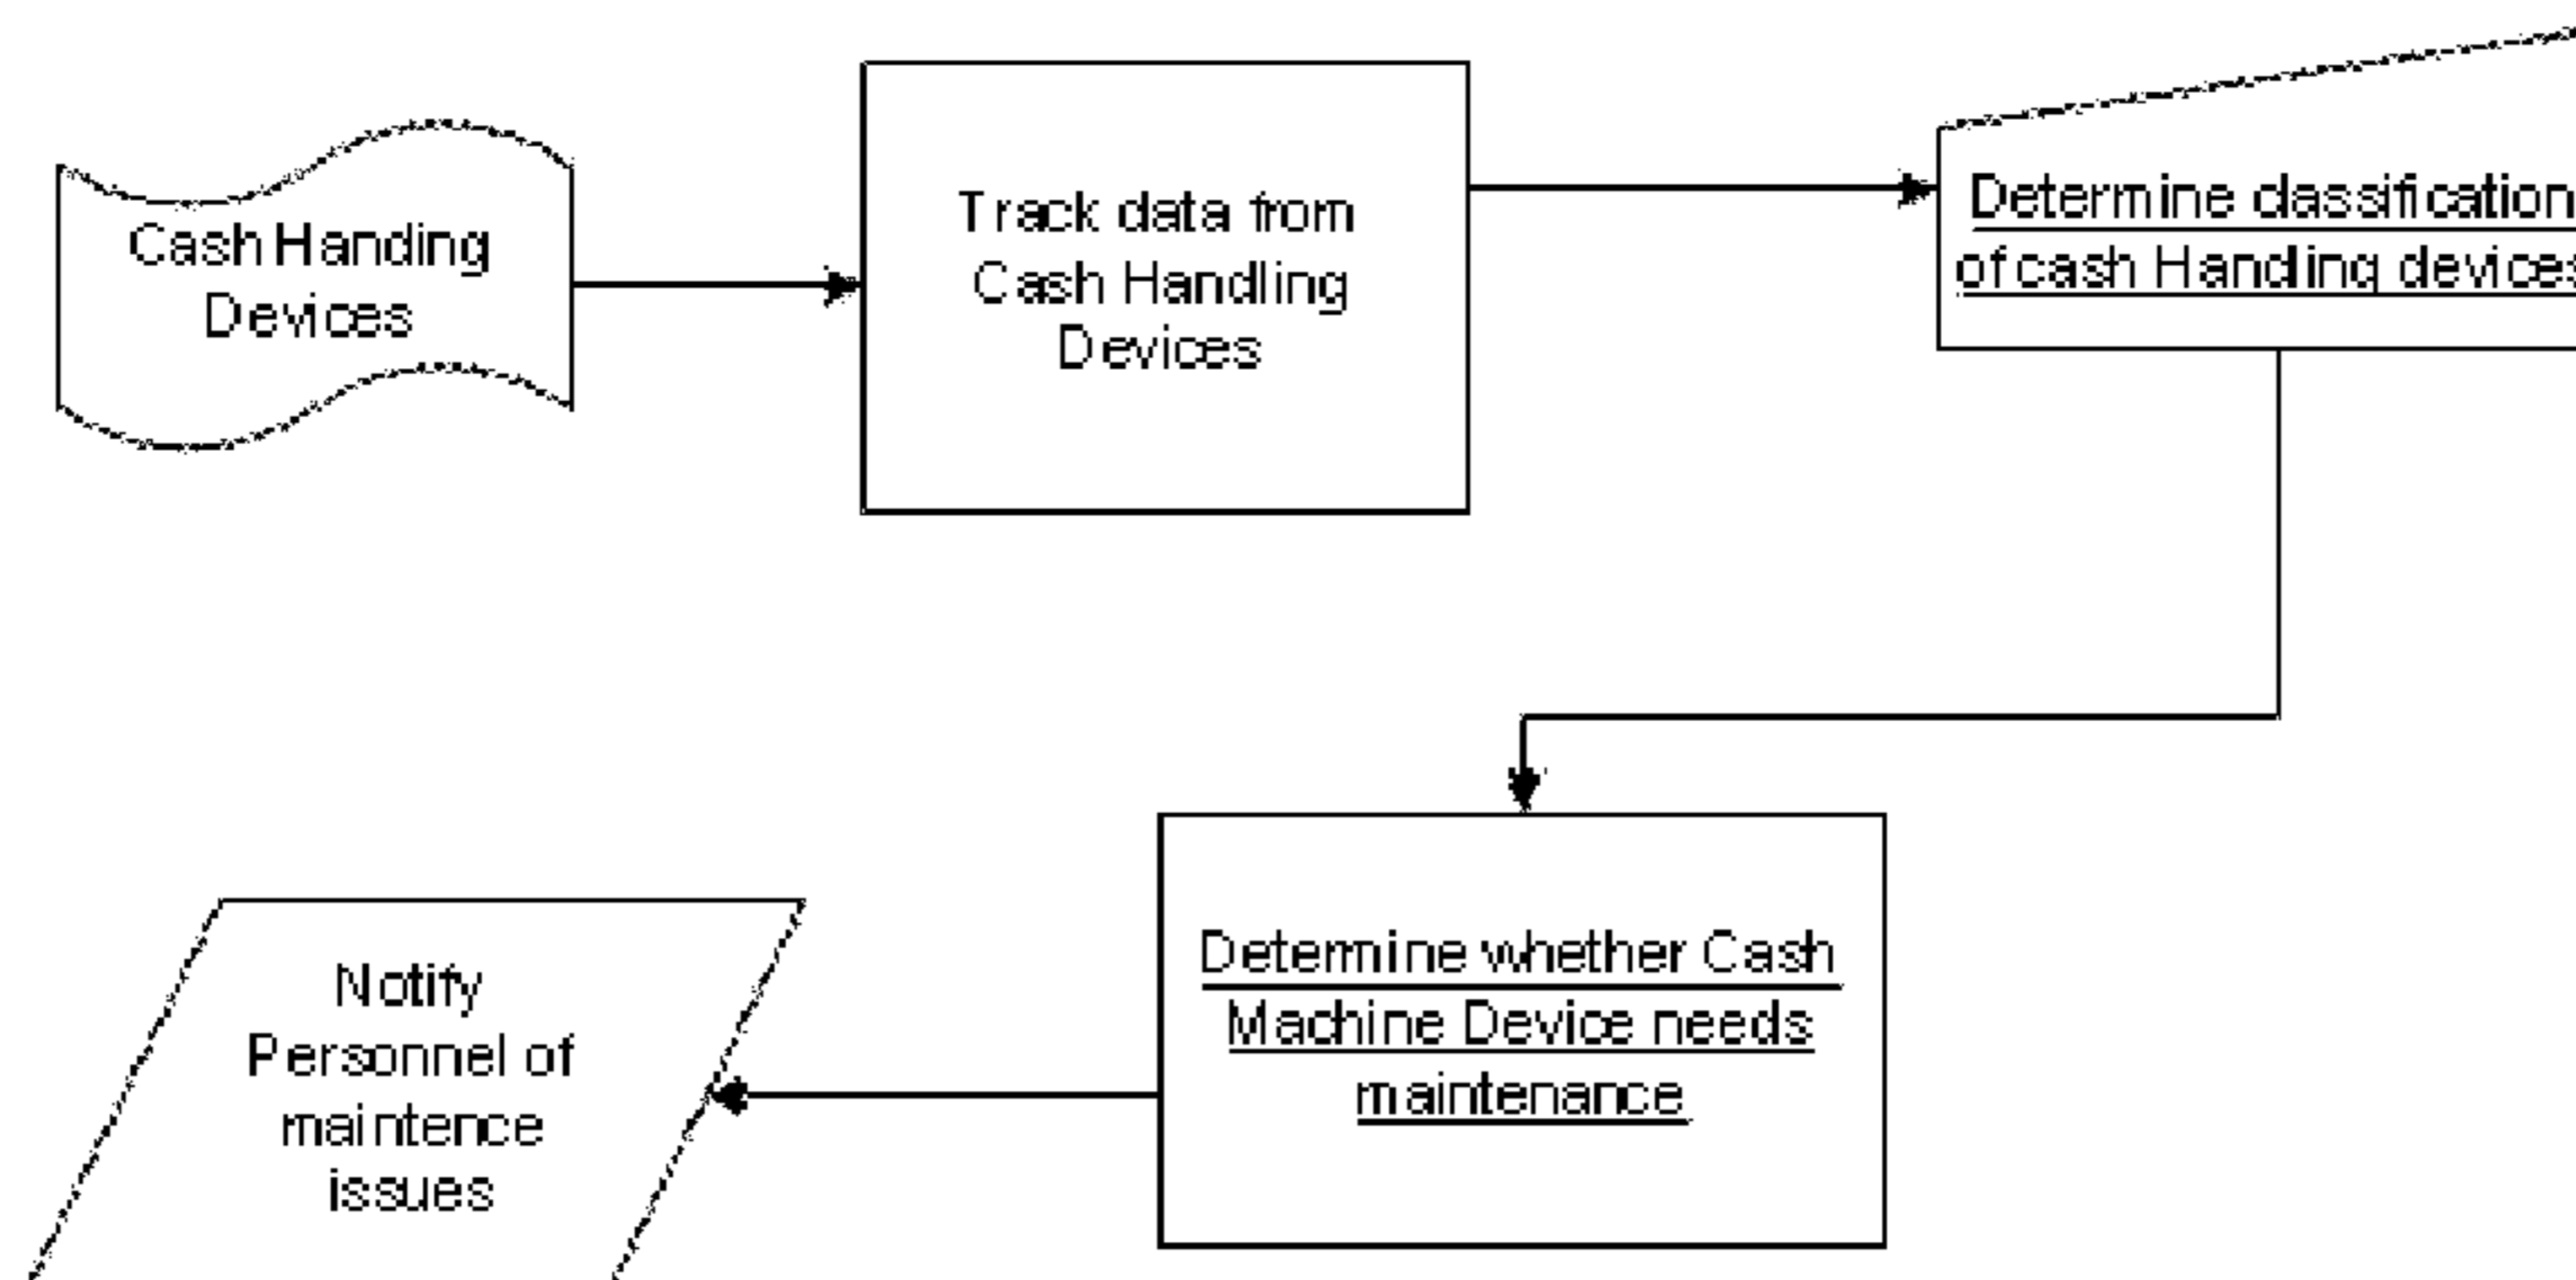 Cash Handing
Devices
Track data from
Cash Handling
Devices
Determine classification
of cash Handling devices
Determine whether Cash
Machine Device needs
maintenance
Notify
Personnel of
maintence
issues